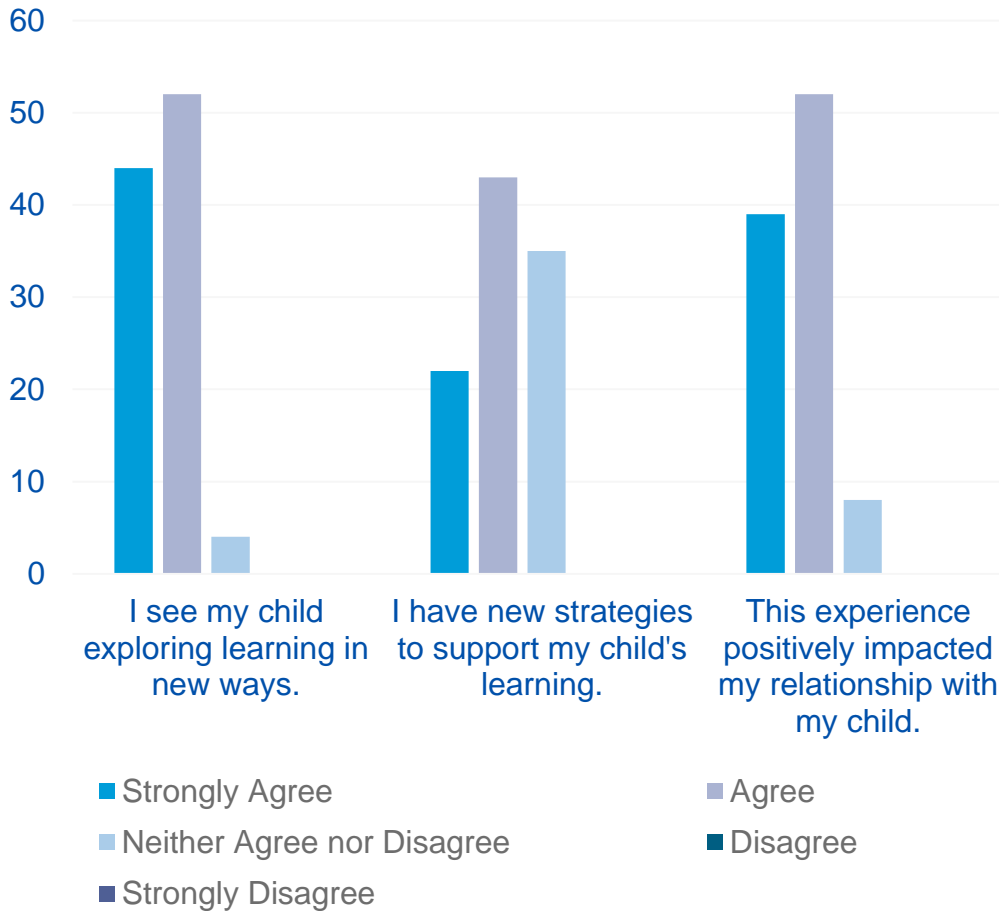 60
50
40
30
20
10
0
I see my child
exploring learning in
new ways.
I have new strategies
to support my child's
learning.
This experience
positively impacted
my relationship with
my child.
Strongly Agree
Agree
Neither Agree nor Disagree
Disagree
Strongly Disagree